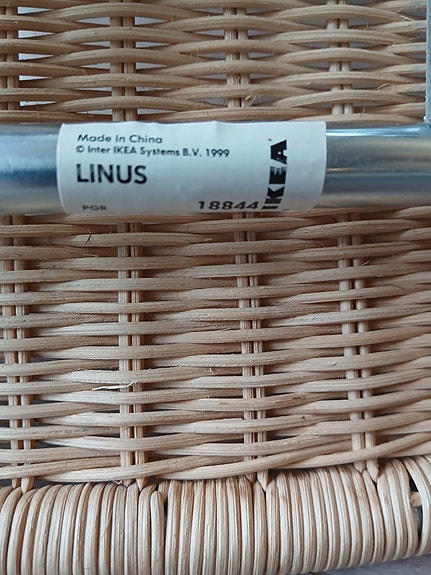 Made in China
© Inter IKEA Systems B.V. 1999
LINUS
PGR 18844
IKEA